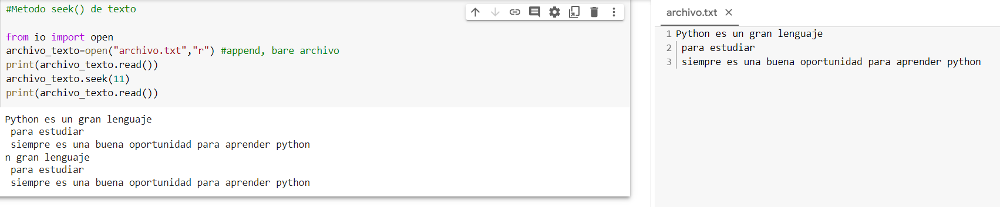 #Metodo seek() de texto
from io import open
archivo_texto=open("archivo.txt","r") #append, bare archivo
print(archivo_texto.read())
archivo_texto.seek(11)
print(archivo_texto.read())
Python es un gran lenguaje
 para estudiar
 siempre es una buena oportunidad para aprender python
n gran lenguaje
 para estudiar
 siempre es una buena oportunidad para aprender python
archivo.txt
1 Python es un gran lenguaje
2 para estudiar
3 siempre es una buena oportunidad para aprender python